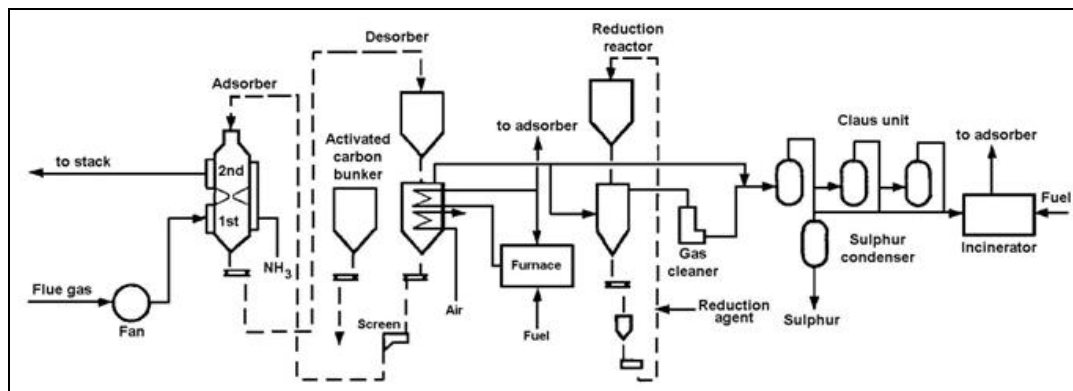 Desorber
Reduction
reactor
Adsorber
Activated
carbon
bunker
to adsorber
Claus unit
to adsorber
to stack
2nd
1st
NH3
Flue gas
Fan
Screen
Air
Furnace
Fuel
Gas
cleaner
Reduction
agent
Sulphur
condenser
Sulphur
Incinerator
Fuel